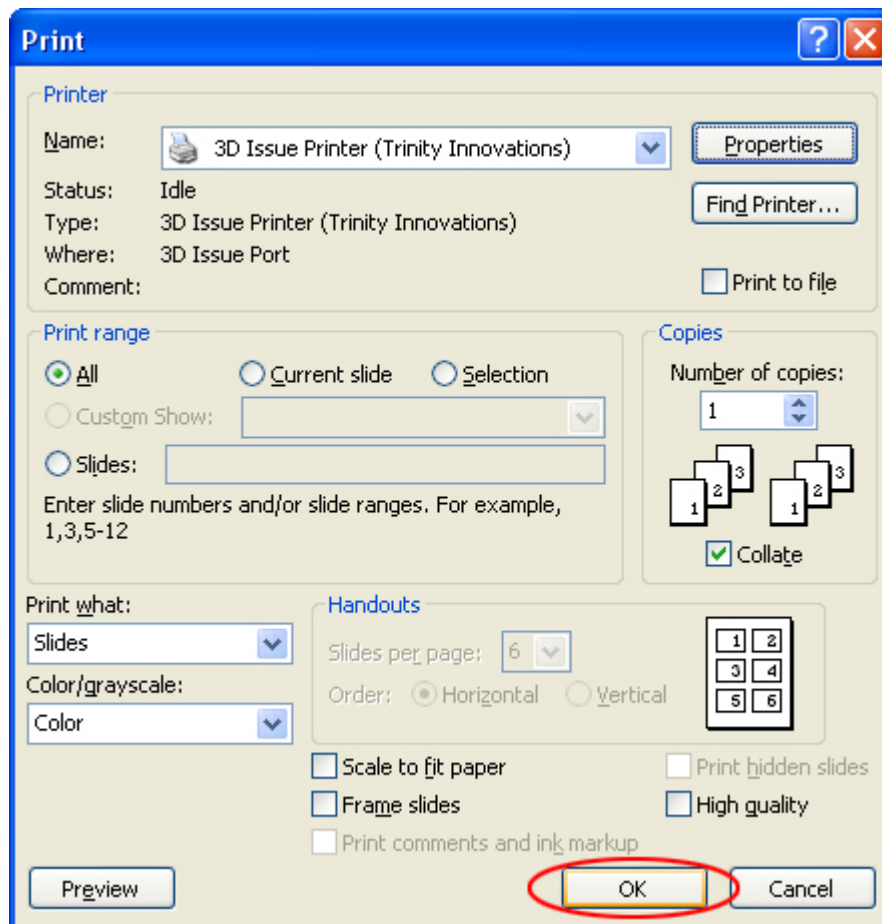 Print
Printer
Name: 3D Issue Printer (Trinity Innovations) Properties
Status: Idle
Find Printer...
Type: 3D Issue Printer (Trinity Innovations)
Where: 3D Issue Port
Comment: Print to file
Print range
All Current slide Selection
Custom Show:
Slides:
Enter slide numbers and/or slide ranges. For example,
1,3,5-12
Copies
Number of copies:
1
1 2 3 1 2 3
Collate
Print what:
Slides
Color/grayscale:
Color
Handouts
Slides per page: 6
Order: Horizontal Vertical
1 2
3 4
5 6
Scale to fit paper Print hidden slides
Frame slides High quality
Print comments and ink markup
Preview OK Cancel